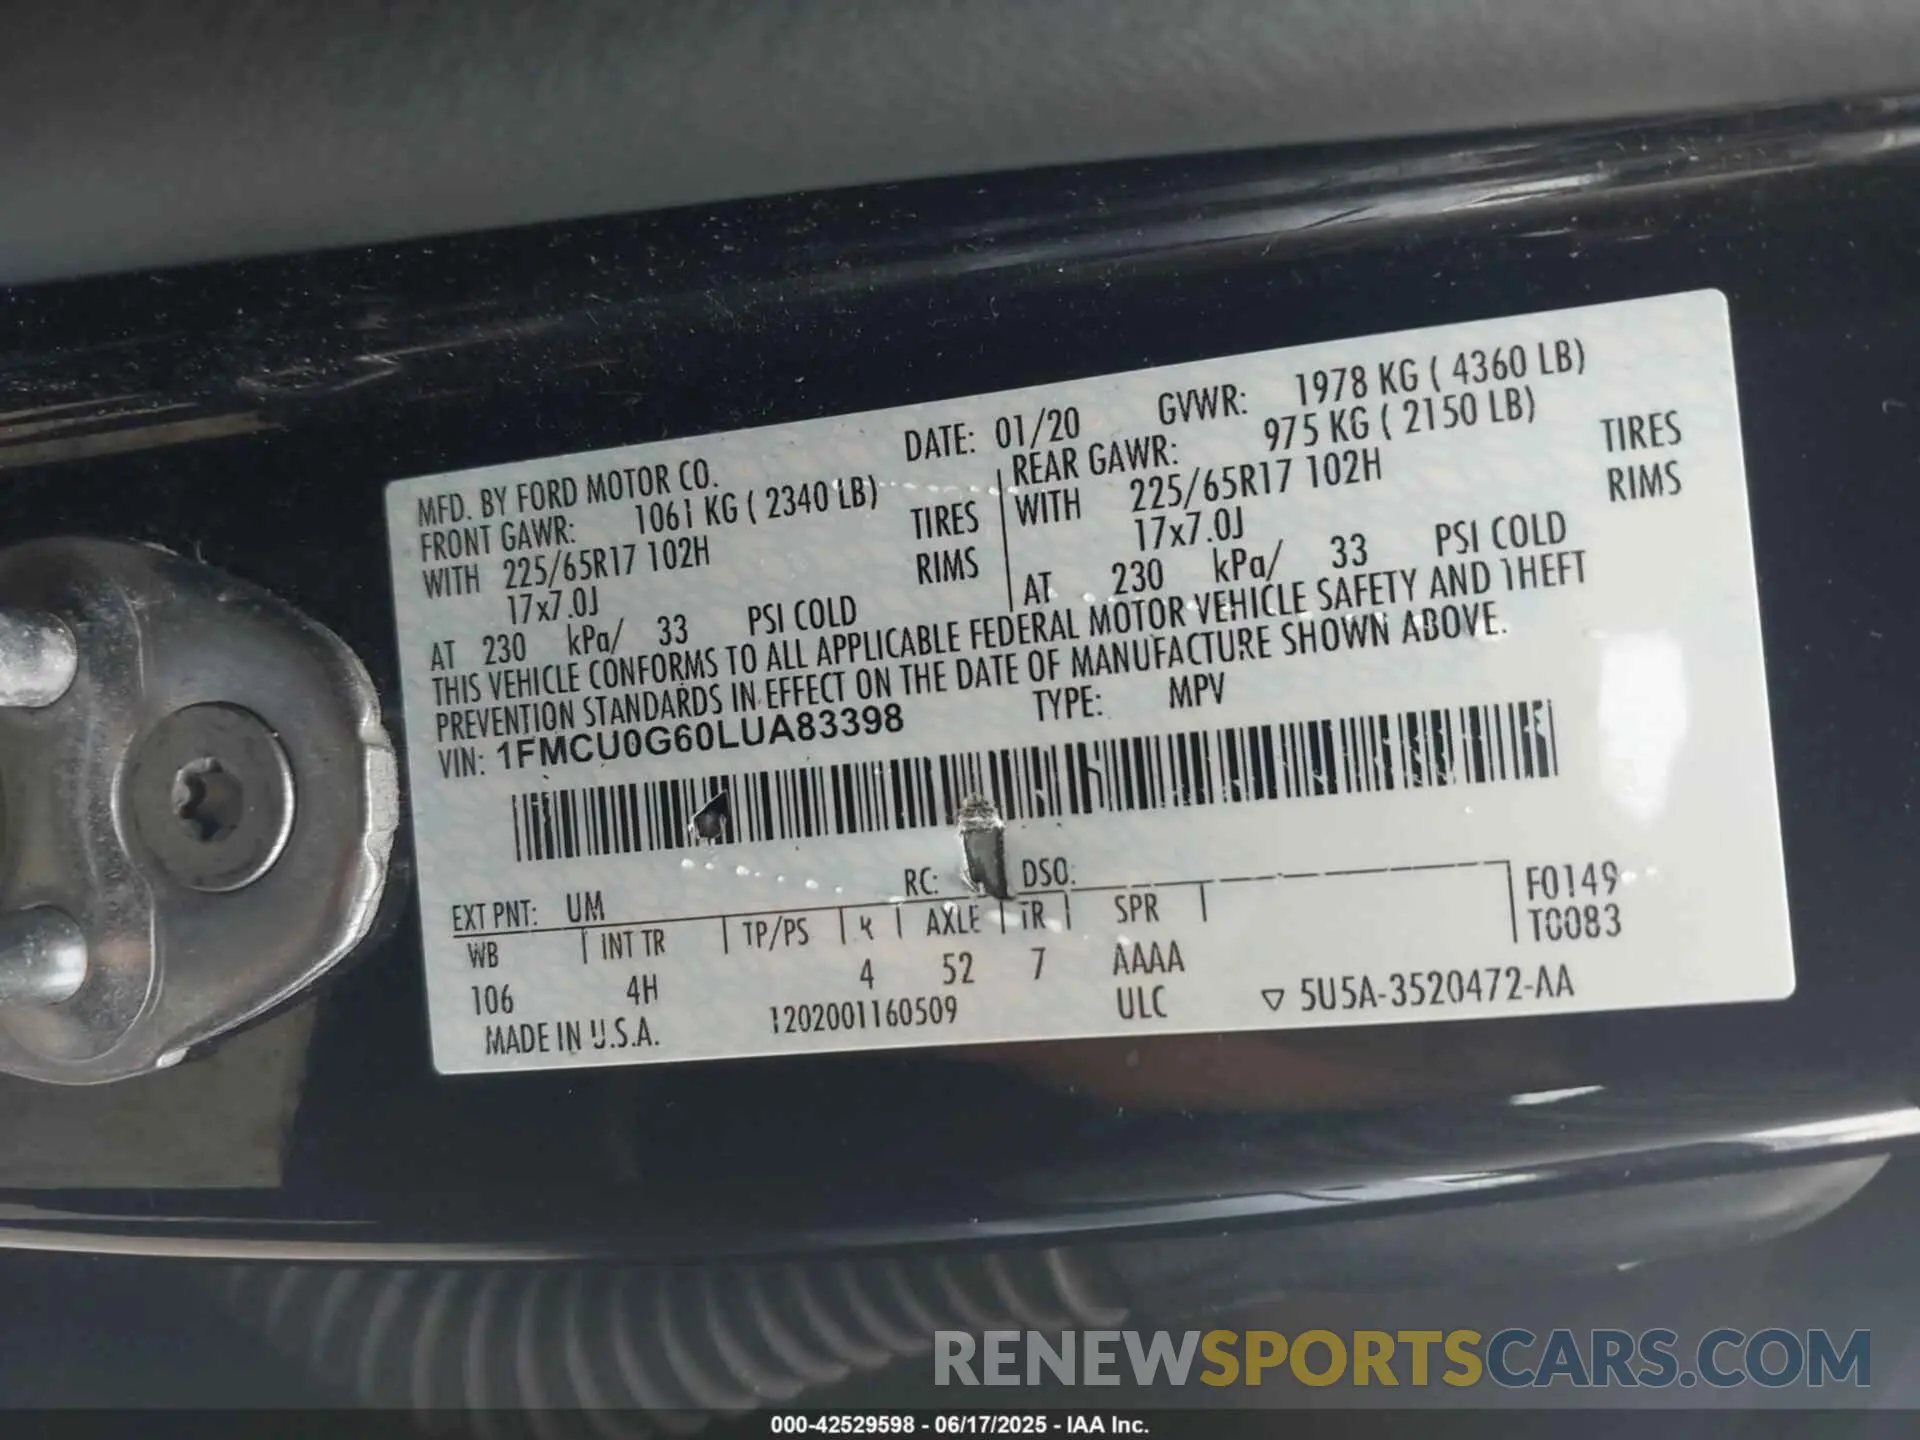 MFD. BY FORD MOTOR CO. DATE: 01/20 GVWR: 1978 KG ( 4360 LB)
FRONT GAWR: 1061 KG ( 2340 LB) REAR GAWR: 975 KG ( 2150 LB)
WITH 225/65R17 102H TIRES WITH 225/65R17 102H TIRES
17x7.0J RIMS 17x7.0J RIMS
AT 230 kPa/ 33 PSI COLD AT 230 kPa/ 33 PSI COLD
THIS VEHICLE CONFORMS TO ALL APPLICABLE FEDERAL MOTOR VEHICLE SAFETY AND THEFT
PREVENTION STANDARDS IN EFFECT ON THE DATE OF MANUFACTURE SHOWN ABOVE.
VIN: 1FMCU0G60LUA83398 TYPE: MPV
EXT PNT: UM RC: DSO: F0149
WB INT TR TP/PS R AXLE TR SPR T0083
106 4H 4 52 7 AAAA
MADE IN U.S.A. 1202001160509 ULC ▽ 5U5A-3520472-AA
RENEWSPORTSCARS.COM
000-42529598 - 06/17/2025 - IAA Inc.